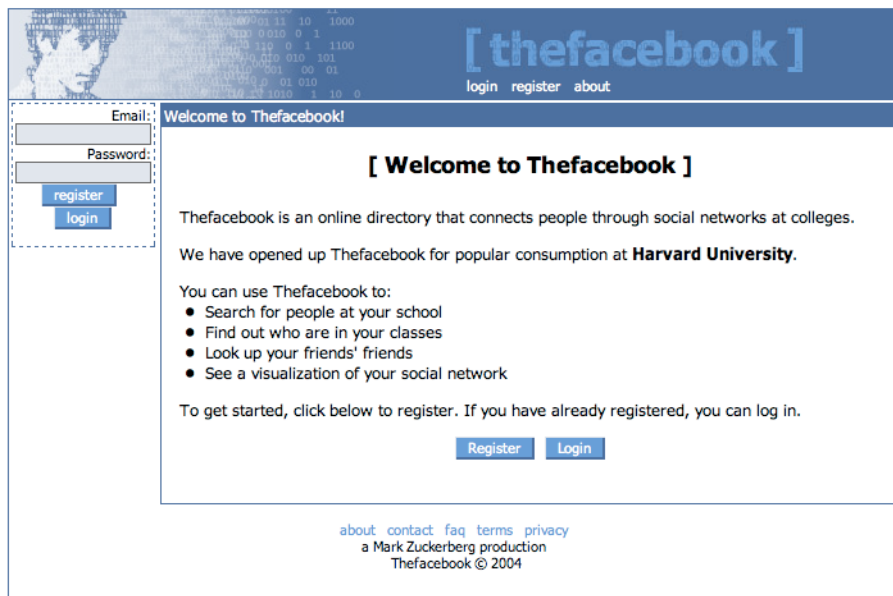 [ thefacebook ]
login register about
Email:
Password:
register
login
Welcome to Thefacebook!
[ Welcome to Thefacebook ]
Thefacebook is an online directory that connects people through social networks at colleges.
We have opened up Thefacebook for popular consumption at Harvard University.
You can use Thefacebook to:
● Search for people at your school
● Find out who are in your classes
● Look up your friends' friends
● See a visualization of your social network
To get started, click below to register. If you have already registered, you can log in.
Register Login
about contact faq terms privacy
a Mark Zuckerberg production
Thefacebook © 2004